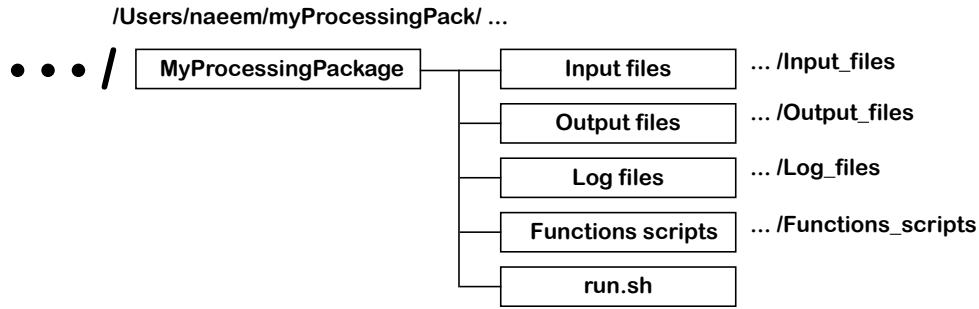 /Users/naeem/myProcessingPack/ ...
• • • / MyProcessingPackage
Input files ... /Input_files
Output files ... /Output_files
Log files ... /Log_files
Functions scripts ... /Functions_scripts
run.sh